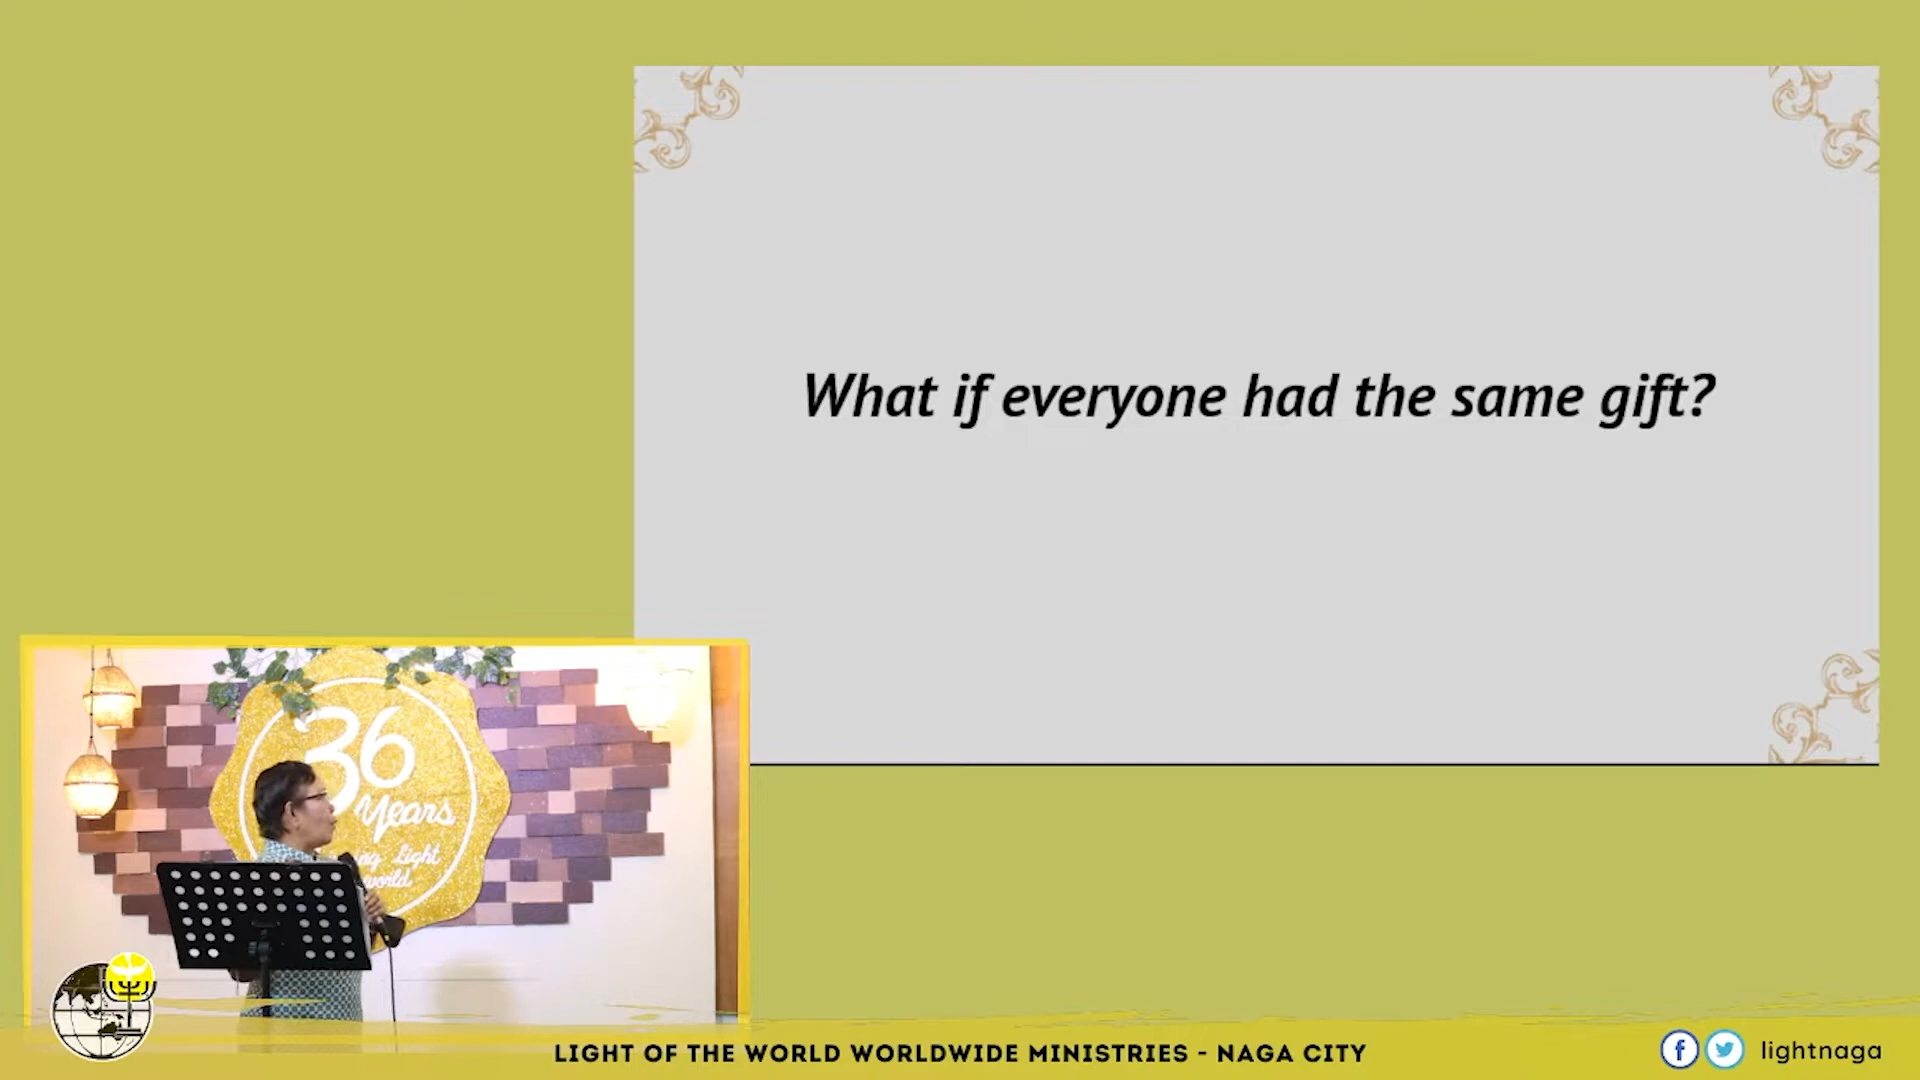 What if everyone had the same gift?
36
Years
Light
world
LIGHT OF THE WORLD WORLDWIDE MINISTRIES - NAGA CITY
lightnaga